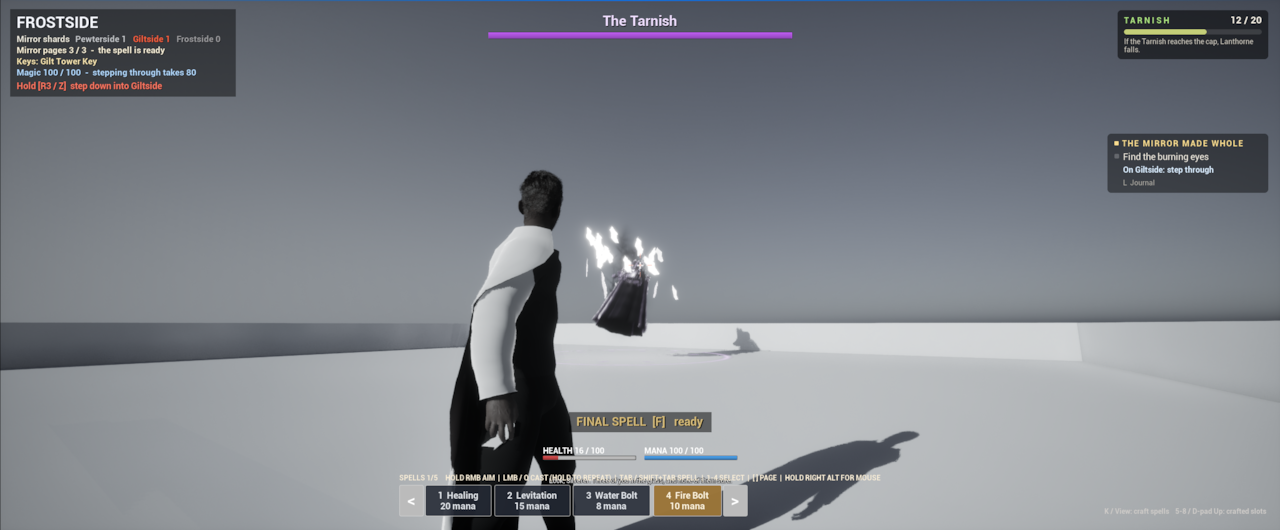 FROSTSIDE
Mirror shards Pewterside 1 Giltside 1 Frostside 0
Mirror pages 3 / 3 - the spell is ready
Keys: Gilt Tower Key
Magic 100 / 100 - stepping through takes 80
Hold [R3 / Z] step down into Giltside
The Tarnish
TARNISH 12 / 20
If the Tarnish reaches the cap, Lanthorne
falls.
THE MIRROR MADE WHOLE
Find the burning eyes
On Giltside: step through
L Journal
FINAL SPELL [F] ready
HEALTH 16 / 100 MANA 100 / 100
SPELLS 1/5 HOLD RMB AIM | LMB / Q CAST (HOLD TO REPEAT) | TAB / SHIFT+TAB SPELL | 1-4 SELECT | [ ] PAGE | HOLD RIGHT ALT FOR MOUSE
< 1 Healing 2 Levitation 3 Water Bolt 4 Fire Bolt >
20 mana 15 mana 8 mana 10 mana
K / View: craft spells 5-8 / D-pad Up: crafted slots